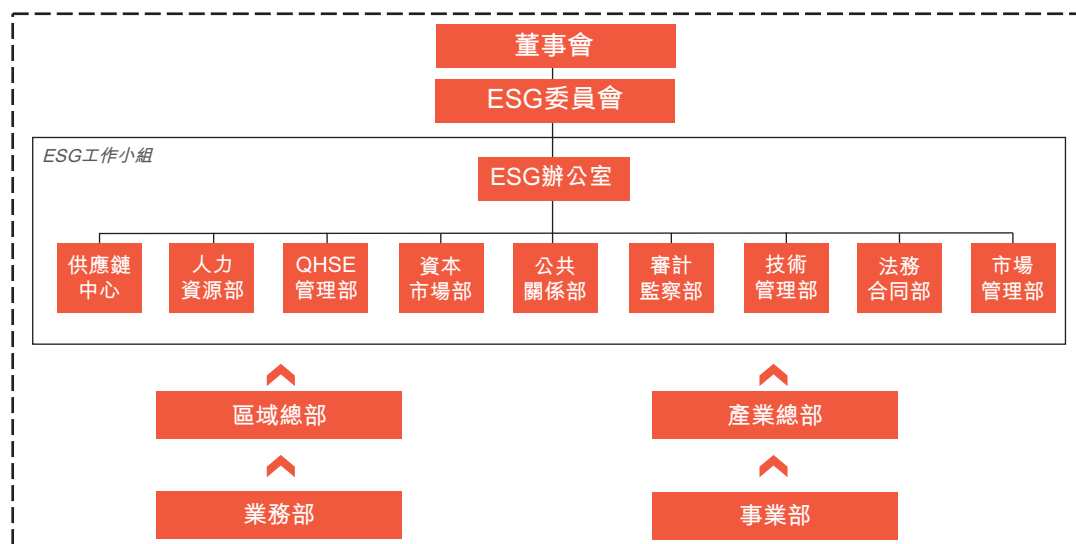 董事會
ESG委員會
ESG工作小組
ESG辦公室
供應鏈
中心
人力
資源部
QHSE
管理部
資本
市場部
公共
關係部
審計
監察部
技術
管理部
法務
合同部
市場
管理部
區域總部
產業總部
業務部
事業部